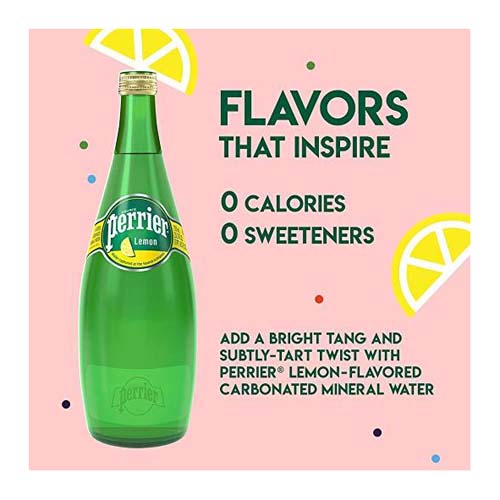 FLAVORS
THAT INSPIRE
0 CALORIES
0 SWEETENERS
perrier
Lemon
perrier
ADD A BRIGHT TANG AND
SUBTLY-TART TWIST WITH
PERRIER® LEMON-FLAVORED
CARBONATED MINERAL WATER